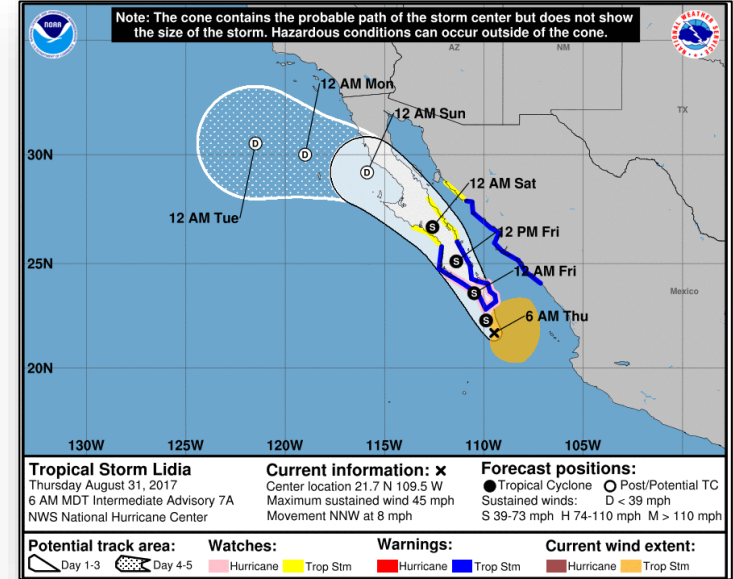 Note: The cone contains the probable path of the storm center but does not show
the size of the storm. Hazardous conditions can occur outside of the cone.
NOAA
NATIONAL WEATHER SERVICE
AZ
NM
TX
12 AM Mon
12 AM Sun
30N
D
D
D
12 AM Sat
12 AM Tue
S
12 PM Fri
25N
S
12 AM Fri
S
Mexico
S
6 AM Thu
20N
130W
125W
120W
115W
110W
105W
Tropical Storm Lidia
Thursday August 31, 2017
6 AM MDT Intermediate Advisory 7A
NWS National Hurricane Center
Current information: ×
Center location 21.7 N 109.5 W
Maximum sustained wind 45 mph
Movement NNW at 8 mph
Forecast positions:
Tropical Cyclone Post/Potential TC
Sustained winds: D < 39 mph
S 39-73 mph H 74-110 mph M > 110 mph
Potential track area:
Day 1-3 Day 4-5
Watches:
Hurricane Trop Stm
Warnings:
Hurricane Trop Stm
Current wind extent:
Hurricane Trop Stm